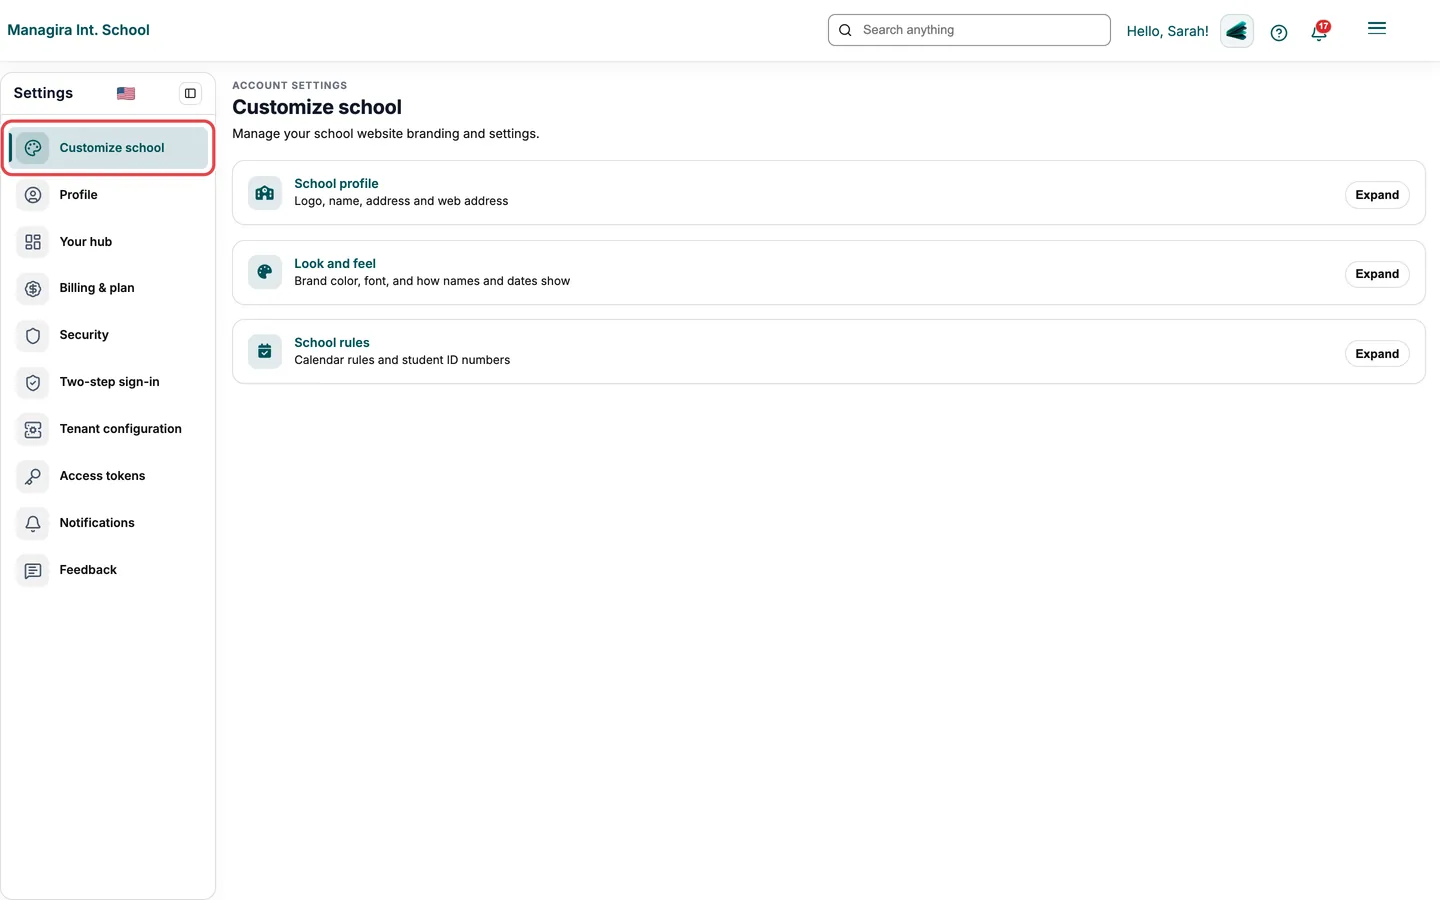 Managira Int. School
Search anything
Hello, Sarah!
17
Settings
Customize school
Profile
Your hub
Billing & plan
Security
Two-step sign-in
Tenant configuration
Access tokens
Notifications
Feedback
ACCOUNT SETTINGS
Customize school
Manage your school website branding and settings.
School profile
Logo, name, address and web address
Expand
Look and feel
Brand color, font, and how names and dates show
Expand
School rules
Calendar rules and student ID numbers
Expand